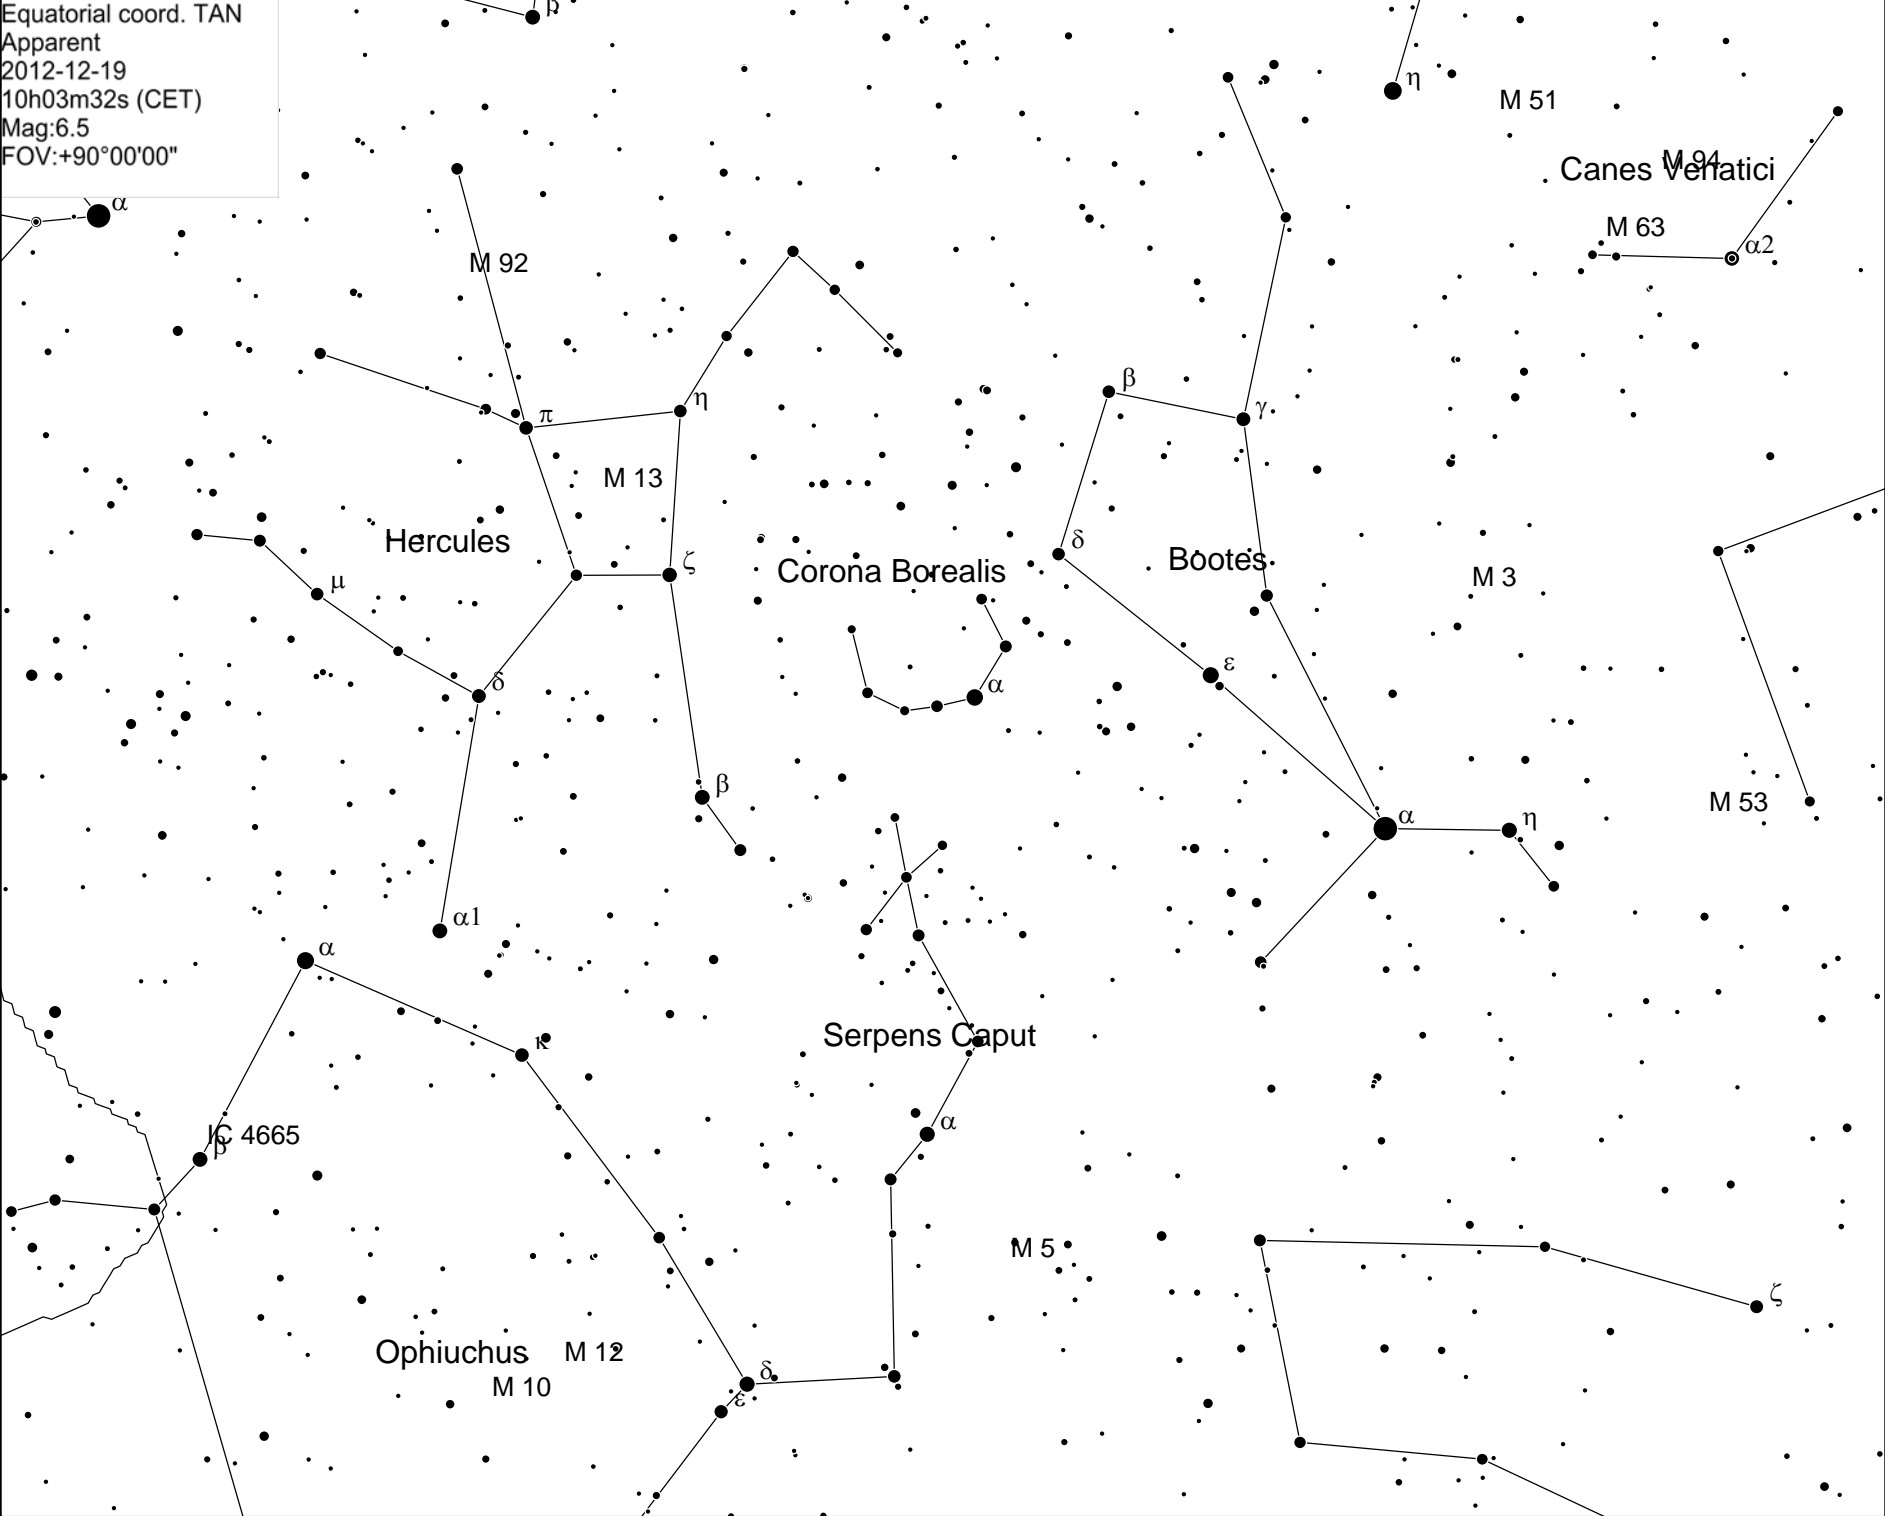 Equatorial coord. TAN
Apparent
2012-12-19
10h03m32s (CET)
Mag:6.5
FOV:+90°00'00"
β
η
M 51
M 94
Canes Venatici
α
M 63
α2
M 92
β
η
γ
π
M 13
Hercules
δ
Bootes
ζ
Corona Borealis
M 3
μ
ε
δ
α
β
M 53
α
η
α1
α
Serpens Caput
κ
α
IC 4665
β
M 5
ζ
Ophiuchus
M 12
δ
M 10
ε